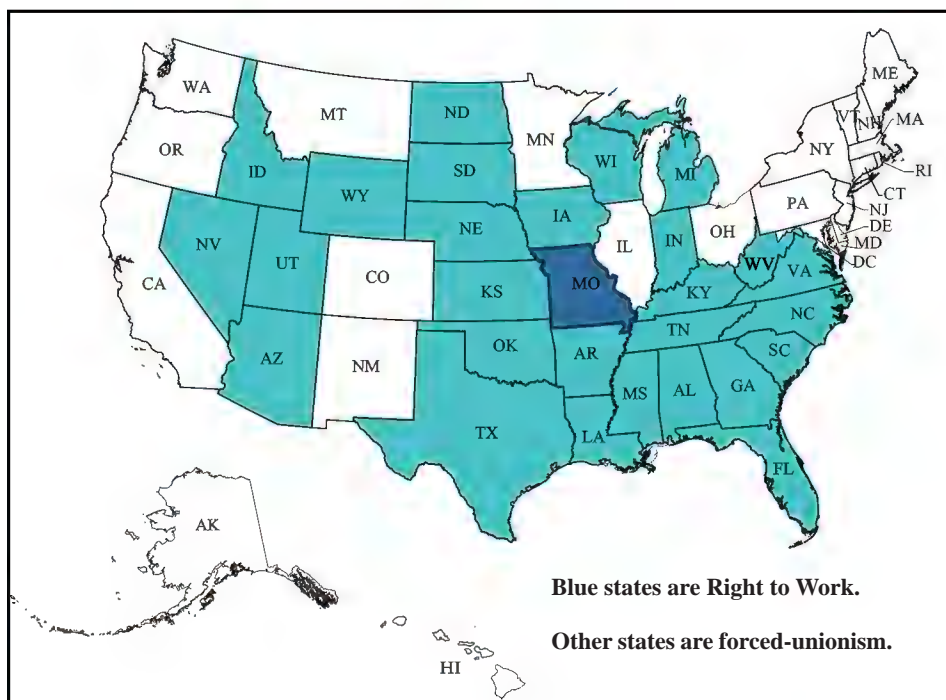 WA
MT
ND
MN
ME
VT
NH
MA
OR
ID
SD
WI
MI
NY
RI
WY
CT
PA
NJ
IA
NE
OH
DE
NV
IL
IN
MD
UT
WV
DC
CO
VA
CA
KS
MO
KY
NC
TN
AZ
OK
AR
SC
NM
MS
AL
GA
TX
LA
FL
AK
Blue states are Right to Work.
Other states are forced-unionism.
HI